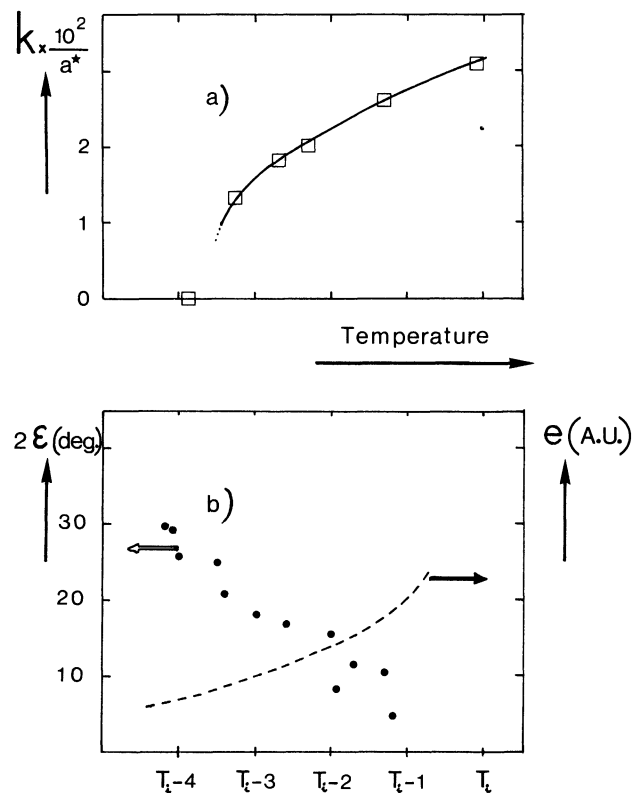 k × 10² / a*
a)
2
1
0
Temperature
2 ε (deg.)
e (A.U.)
b)
30
20
10
Tᵢ-4 Tᵢ-3 Tᵢ-2 Tᵢ-1 Tᵢ